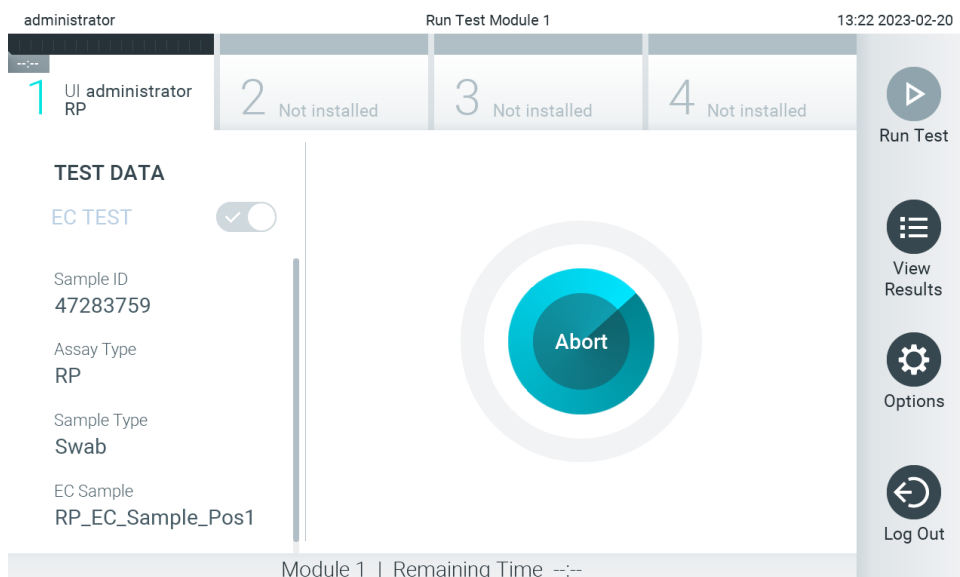 administrator
Run Test Module 1
13:22 2023-02-20
--:--
1
UI administrator
RP
2 Not installed
3 Not installed
4 Not installed
Run Test
TEST DATA
EC TEST
Sample ID
47283759
Assay Type
RP
Sample Type
Swab
EC Sample
RP_EC_Sample_Pos1
Abort
View
Results
Options
Log Out
Module 1 | Remaining Time --:--